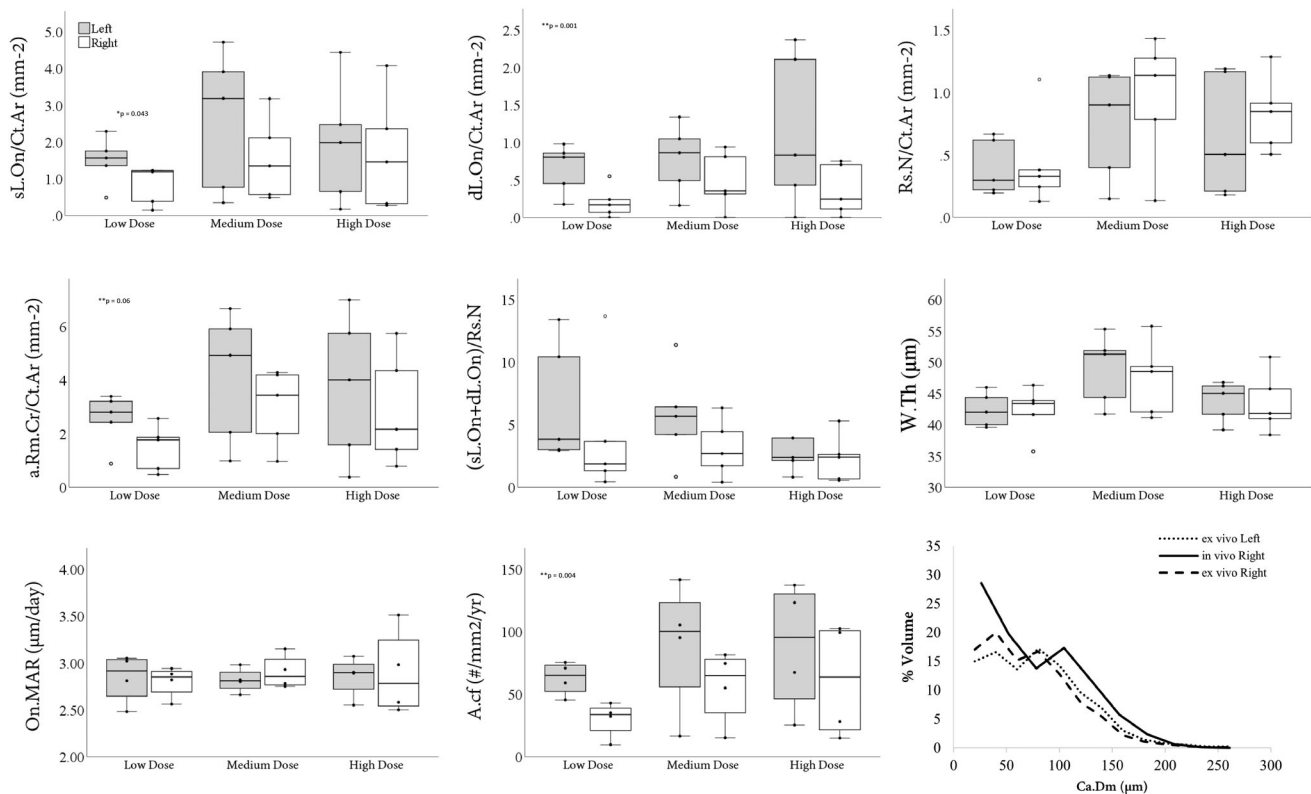 sL.On/Ct.Ar (mm-2)
5.0
4.0
3.0
2.0
1.0
.0
Left
Right
*p = 0.043
Low Dose
Medium Dose
High Dose
dL.On/Ct.Ar (mm-2)
2.5
2.0
1.5
1.0
.5
.0
**p = 0.001
Low Dose
Medium Dose
High Dose
Rs.N/Ct.Ar (mm-2)
1.5
1.0
.5
.0
Low Dose
Medium Dose
High Dose
a.Rm.Cr/Ct.Ar (mm-2)
6
4
2
0
**p = 0.06
Low Dose
Medium Dose
High Dose
(sL.On+dL.On)/Rs.N
15
10
5
0
Low Dose
Medium Dose
High Dose
W.Th (µm)
60
55
50
45
40
35
30
Low Dose
Medium Dose
High Dose
On.MAR (µm/day)
4.00
3.50
3.00
2.50
2.00
Low Dose
Medium Dose
High Dose
A.cf (#/mm2/yr)
150
100
50
0
**p = 0.004
Low Dose
Medium Dose
High Dose
% Volume
35
30
25
20
15
10
5
0
ex vivo Left
in vivo Right
ex vivo Right
0
50
100
150
200
250
300
Ca.Dm (µm)